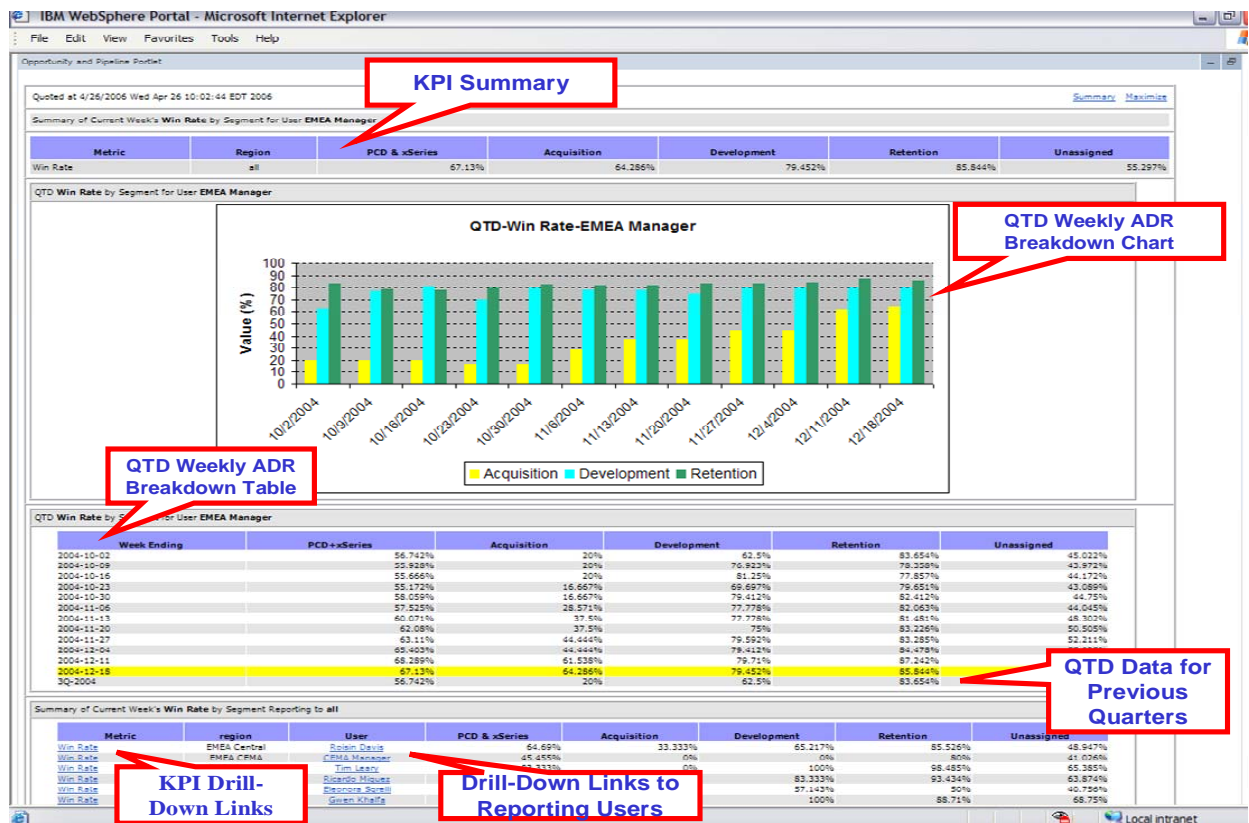 IBM WebSphere Portal - Microsoft Internet Explorer
File Edit View Favorites Tools Help
Opportunity and Pipeline Portlet
KPI Summary
Quoted at 4/26/2006 Wed Apr 26 10:02:44 EDT 2006 Summary Maximize
Summary of Current Week's Win Rate by Segment for User EMEA Manager
Metric Region PCD & xSeries Acquisition Development Retention Unassigned
Win Rate all 67.13% 64.286% 79.452% 85.844% 55.297%
QTD Win Rate by Segment for User EMEA Manager
QTD-Win Rate-EMEA Manager
QTD Weekly ADR
Breakdown Chart
Value (%)
100
90
80
70
60
50
40
30
20
10
0
10/2/2004 10/9/2004 10/16/2004 10/23/2004 10/30/2004 11/6/2004 11/13/2004 11/20/2004 11/27/2004 12/4/2004 12/11/2004 12/18/2004
Acquisition Development Retention
QTD Weekly ADR
Breakdown Table
QTD Win Rate by for User EMEA Manager
Week Ending PCD+xSeries Acquisition Development Retention Unassigned
2004-10-02 56.742% 20% 62.5% 83.654% 45.022%
2004-10-09 55.928% 20% 76.923% 78.358% 43.972%
2004-10-16 55.666% 20% 81.25% 77.857% 44.172%
2004-10-23 55.172% 16.667% 69.697% 79.651% 43.089%
2004-10-30 58.059% 16.667% 79.412% 82.412% 44.75%
2004-11-06 57.525% 28.571% 77.778% 82.063% 44.045%
2004-11-13 60.071% 37.5% 77.778% 81.481% 48.302%
2004-11-20 62.08% 37.5% 75% 83.226% 50.505%
2004-11-27 63.11% 44.444% 79.592% 83.285% 52.211%
2004-12-04 65.403% 44.444% 79.412% 84.478%
2004-12-11 68.289% 61.538% 79.71% 87.242%
2004-12-18 67.13% 64.286% 79.452% 85.844%
3Q-2004 56.742% 20% 62.5% 83.654%
QTD Data for
Previous
Quarters
Summary of Current Week's Win Rate by Segment Reporting to all
Metric region User PCD & xSeries Acquisition Development Retention Unassigned
Win Rate EMEA Central Roisin Davis 64.69% 33.333% 65.217% 85.526% 48.947%
Win Rate EMEA CEMA CEMA Manager 45.455% 0% 0% 80% 41.026%
Win Rate Tim Leary 0% 100% 98.485% 65.385%
Win Rate Ricardo Miquez 83.333% 93.434% 63.874%
Win Rate Eleonora Sorelli 57.143% 50% 40.756%
Win Rate Gwen Khalfa 100% 88.71% 68.75%
KPI Drill-
Down Links
Drill-Down Links to
Reporting Users
Local intranet